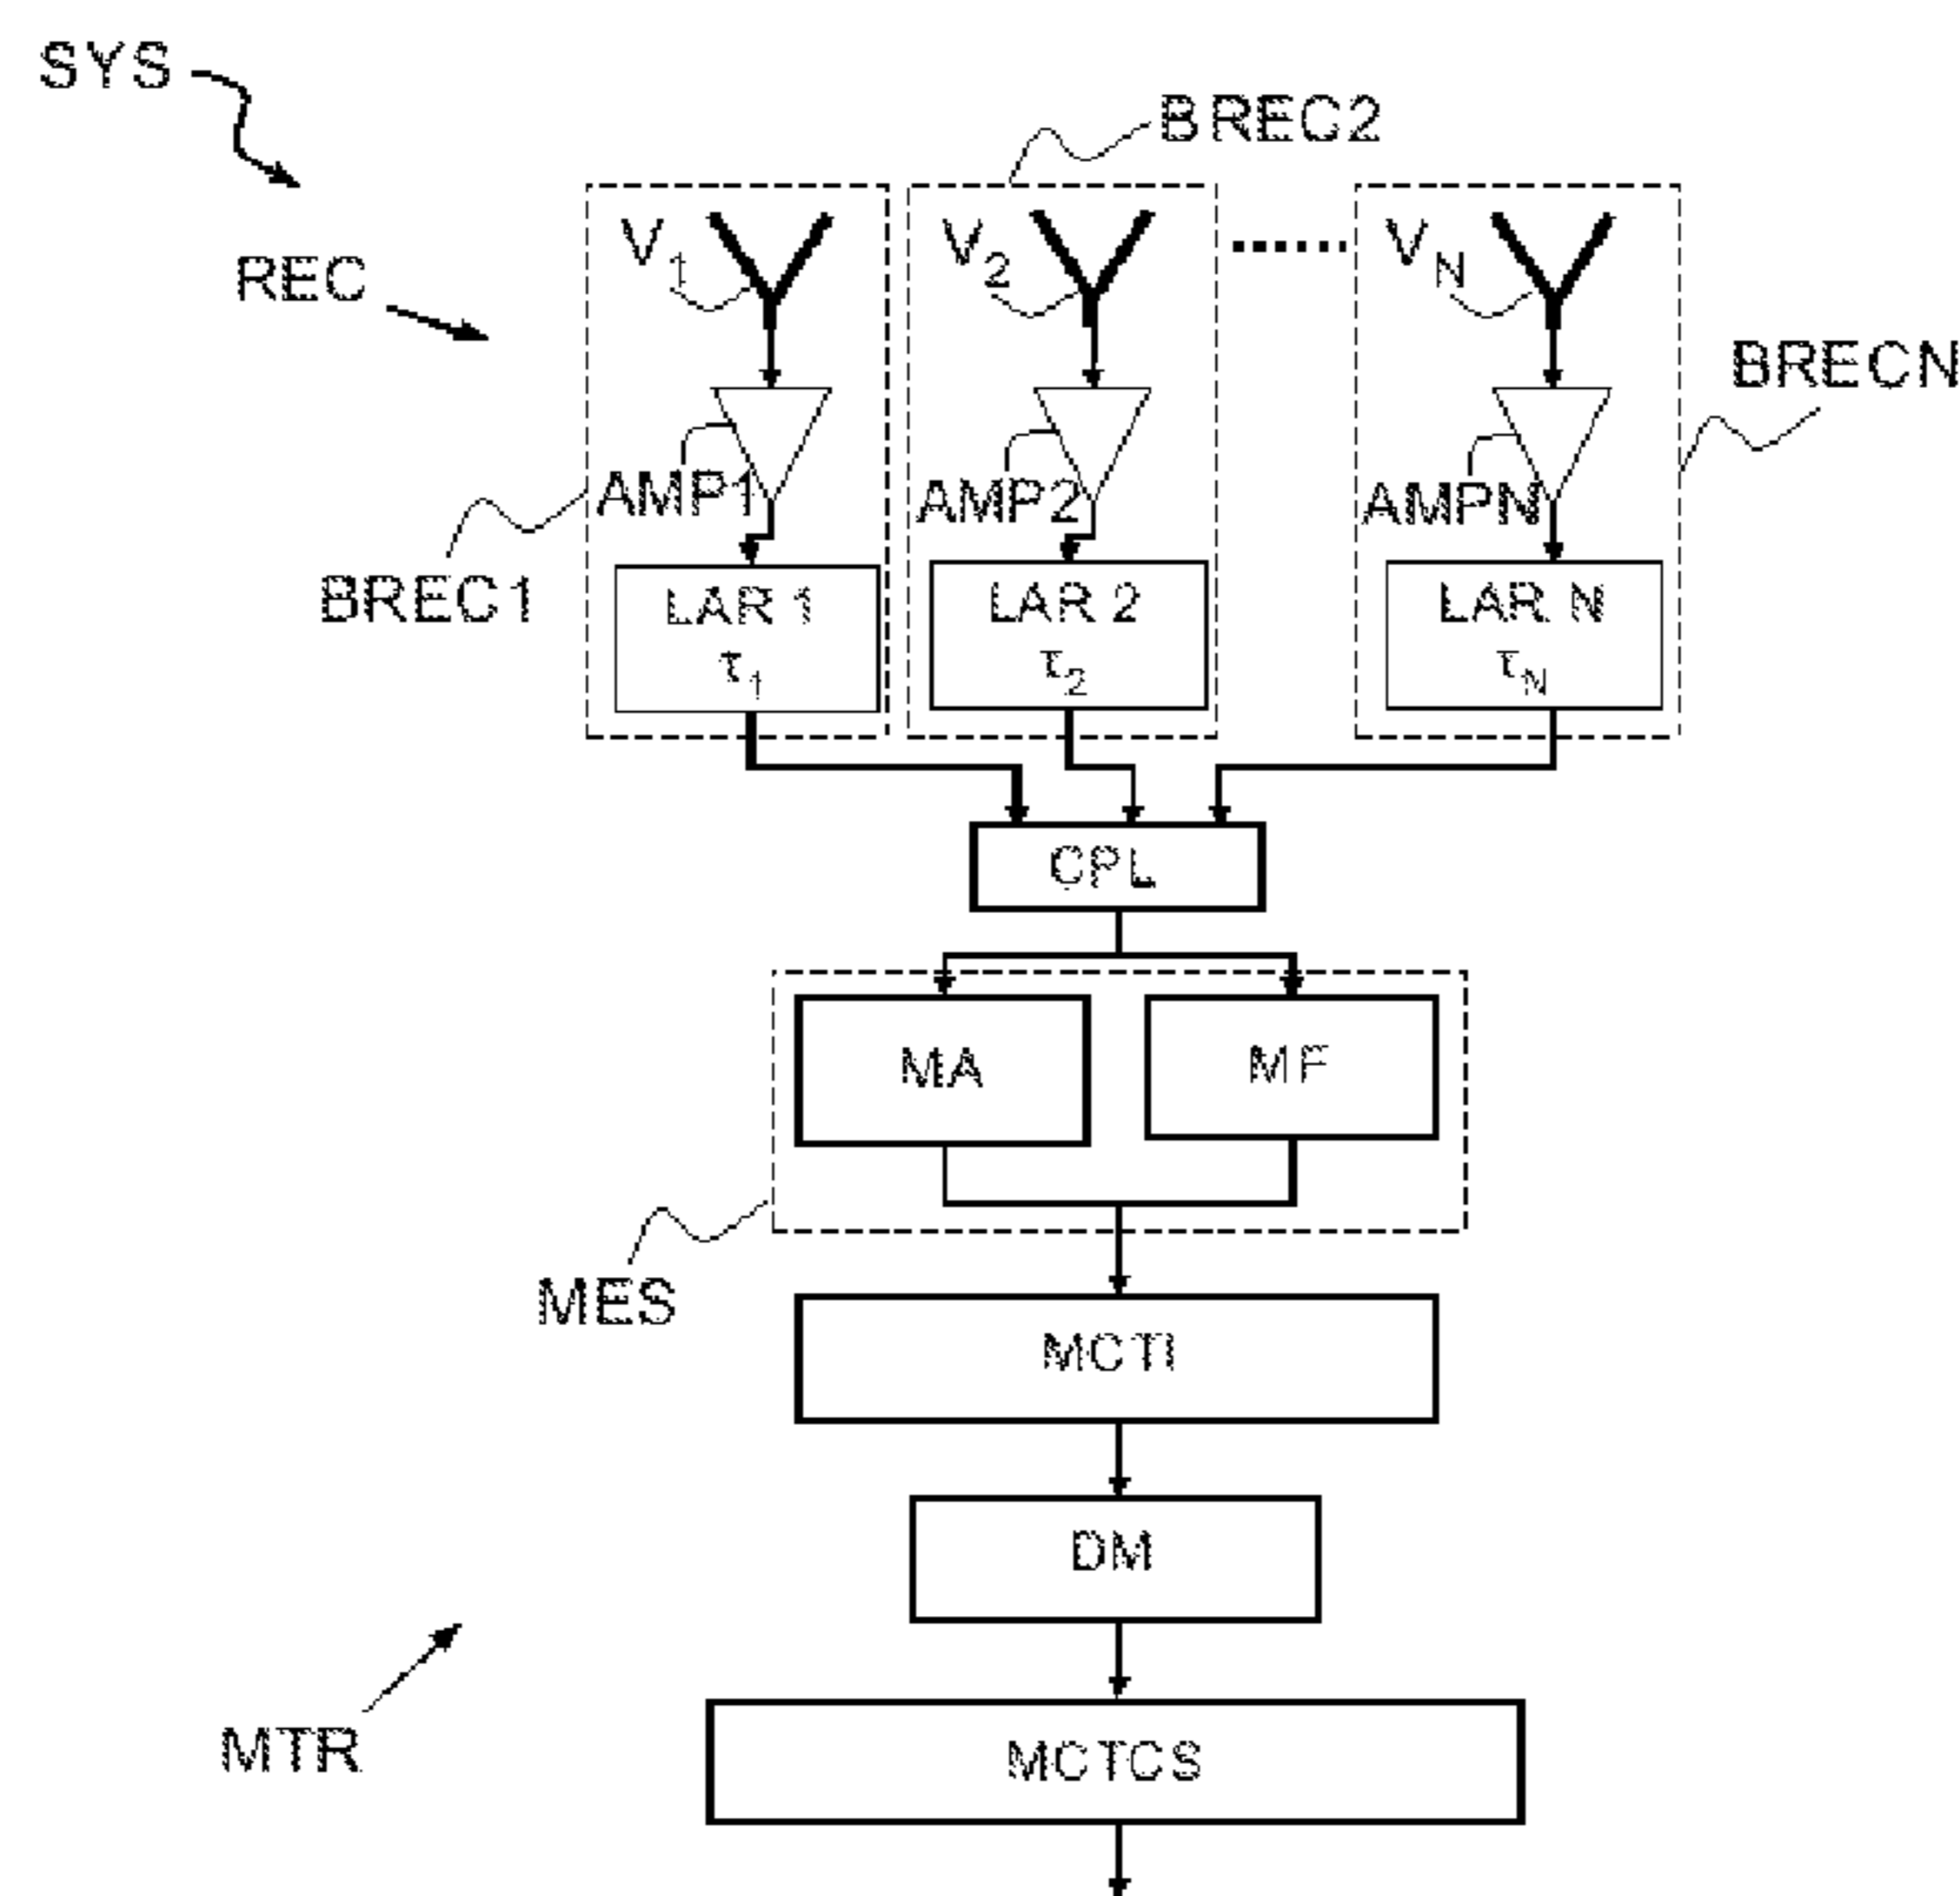 SYS
BREC2
REC
V1
V2
VN
BRECN
AMP1
AMP2
AMPN
BREC1
LAR 1
τ1
LAR 2
τ2
LAR N
τN
CPL
MA
MF
MES
MCTI
DM
MTR
MCTCS